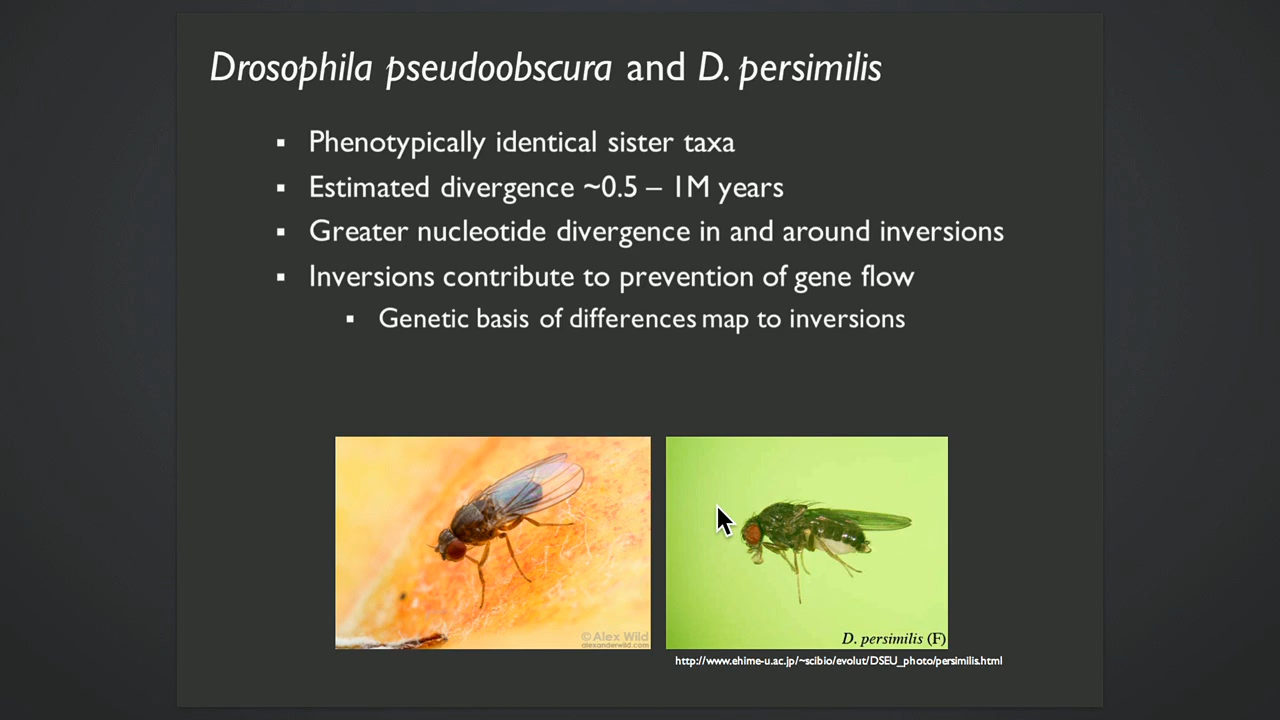 Drosophila pseudoobscura and D. persimilis
▪ Phenotypically identical sister taxa
▪ Estimated divergence ~0.5 – 1M years
▪ Greater nucleotide divergence in and around inversions
▪ Inversions contribute to prevention of gene flow
▪ Genetic basis of differences map to inversions
© Alex Wild
alexanderwild.com
D. persimilis (F)
http://www.ehime-u.ac.jp/~scibio/evolut/DSEU_photo/persimilis.html